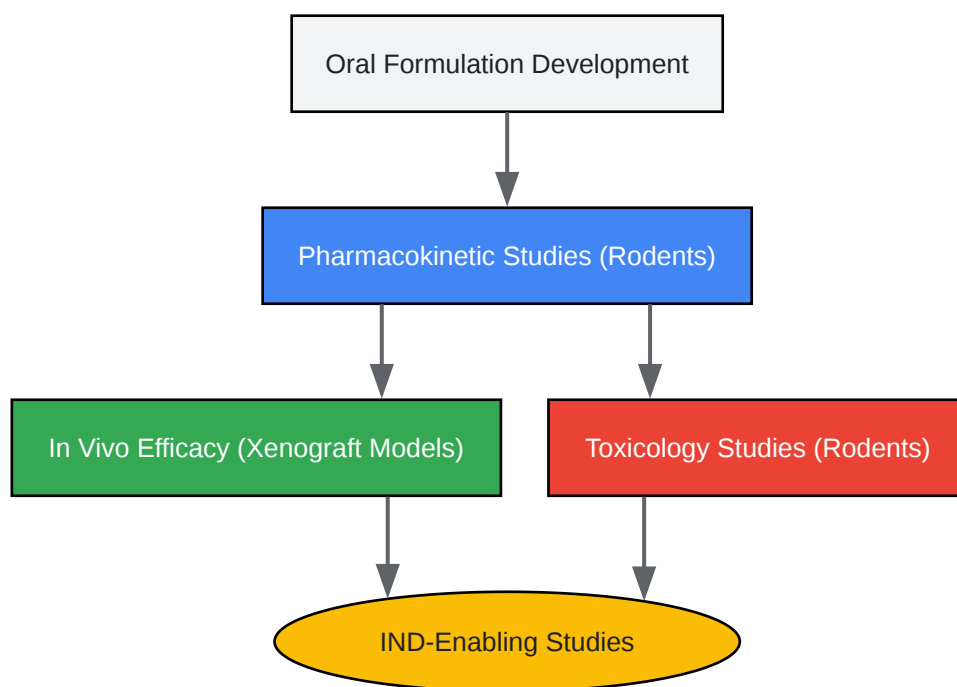 Oral Formulation Development
Pharmacokinetic Studies (Rodents)
In Vivo Efficacy (Xenograft Models)
Toxicology Studies (Rodents)
IND-Enabling Studies